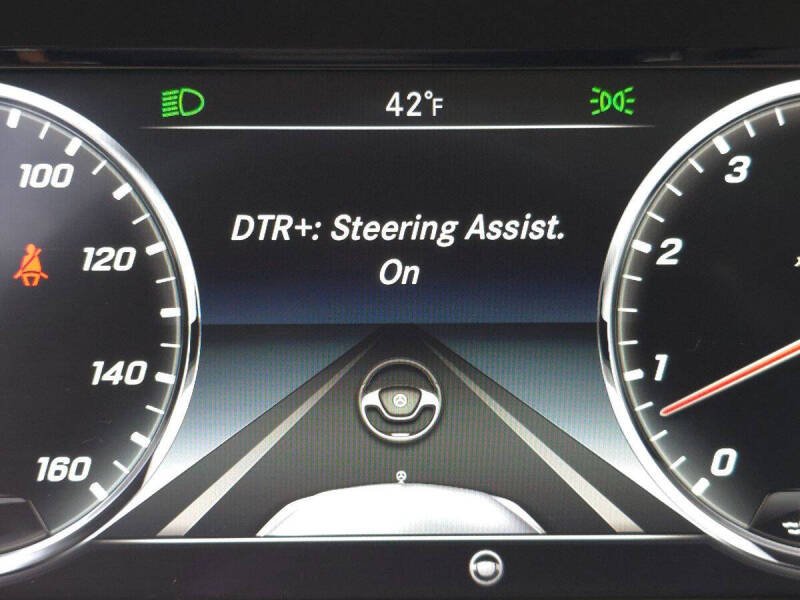 42°F
DTR+: Steering Assist.
On
100
120
140
160
3
2
1
0